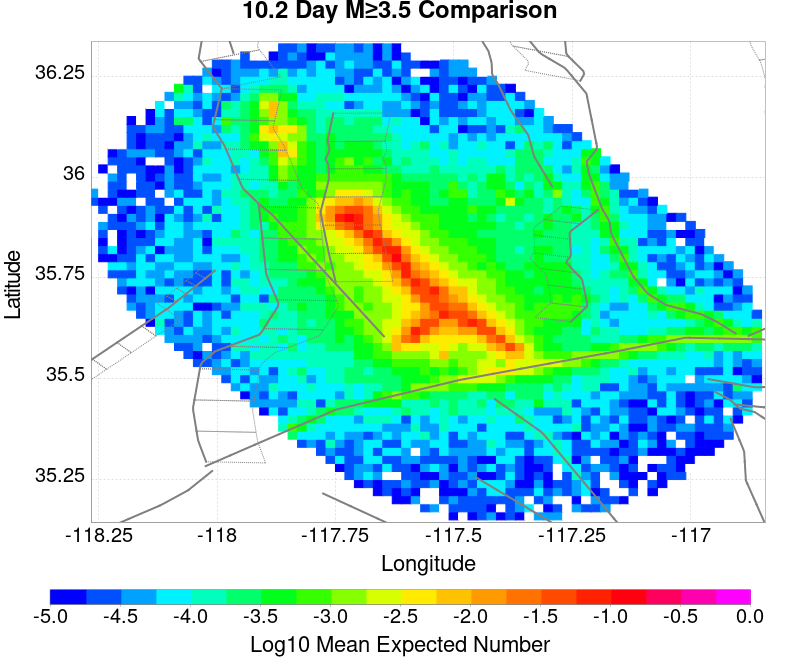 10.2 Day M≥3.5 Comparison
36.25
36
35.75
35.5
35.25
Latitude
-118.25 -118 -117.75 -117.5 -117.25 -117
Longitude
-5.0 -4.5 -4.0 -3.5 -3.0 -2.5 -2.0 -1.5 -1.0 -0.5 0.0
Log10 Mean Expected Number